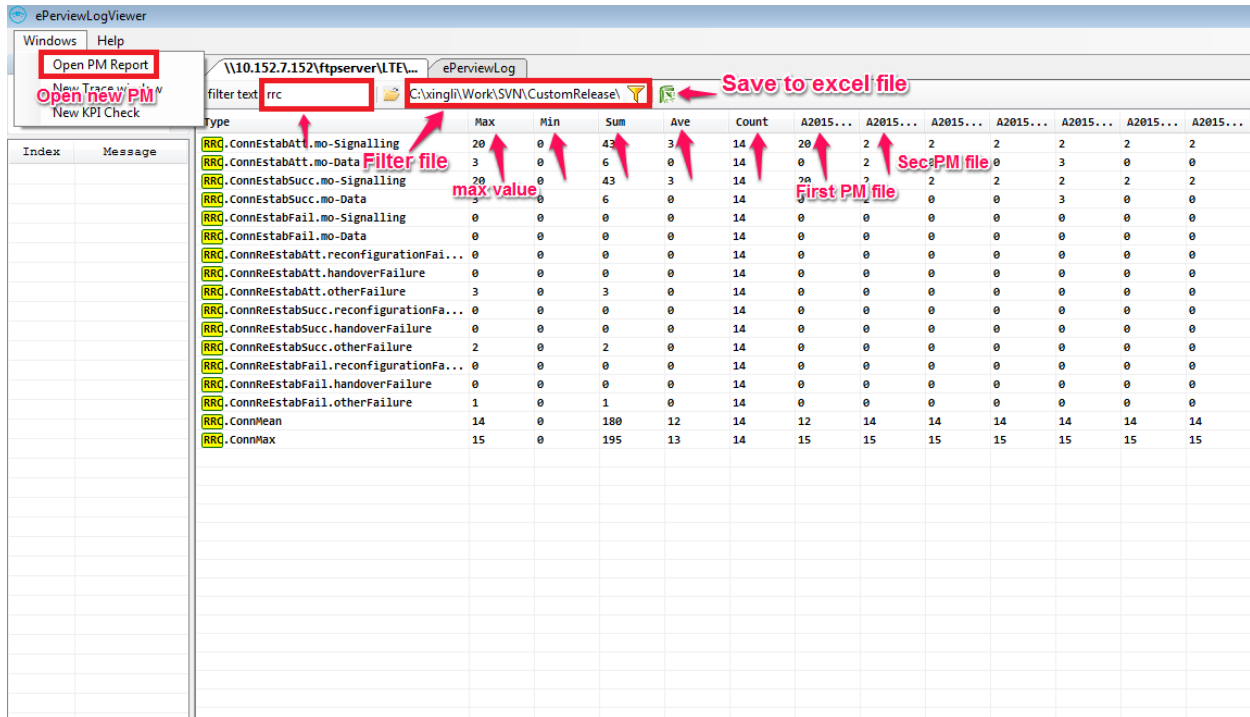 ePerviewLogViewer
Windows Help
Open PM Report
New Trace window
Open new PM
New KPI Check
\\10.152.7.152\ftpserver\LTE\... ePerviewLog
filter text rrc C:\xingli\Work\SVN\CustomRelease\ Save to excel file
Index Message
Type Max Min Sum Ave Count A2015... A2015... A2015... A2015... A2015... A2015... A2015...
RRC.ConnEstabAtt.mo-Signalling 20 0 43 3 14 20 2 2 2 2 2 2
RRC.ConnEstabAtt.mo-Data 3 0 6 0 14 0 2 0 0 3 0 0
Filter file Sec PM file
RRC.ConnEstabSucc.mo-Signalling 20 0 43 3 14 20 2 2 2 2 2 2
max value First PM file
RRC.ConnEstabSucc.mo-Data 3 0 6 0 14 0 2 0 0 3 0 0
RRC.ConnEstabFail.mo-Signalling 0 0 0 0 14 0 0 0 0 0 0 0
RRC.ConnEstabFail.mo-Data 0 0 0 0 14 0 0 0 0 0 0 0
RRC.ConnReEstabAtt.reconfigurationFai... 0 0 0 0 14 0 0 0 0 0 0 0
RRC.ConnReEstabAtt.handoverFailure 0 0 0 0 14 0 0 0 0 0 0 0
RRC.ConnReEstabAtt.otherFailure 3 0 3 0 14 0 0 0 0 0 0 0
RRC.ConnReEstabSucc.reconfigurationFa... 0 0 0 0 14 0 0 0 0 0 0 0
RRC.ConnReEstabSucc.handoverFailure 0 0 0 0 14 0 0 0 0 0 0 0
RRC.ConnReEstabSucc.otherFailure 2 0 2 0 14 0 0 0 0 0 0 0
RRC.ConnReEstabFail.reconfigurationFa... 0 0 0 0 14 0 0 0 0 0 0 0
RRC.ConnReEstabFail.handoverFailure 0 0 0 0 14 0 0 0 0 0 0 0
RRC.ConnReEstabFail.otherFailure 1 0 1 0 14 0 0 0 0 0 0 0
RRC.ConnMean 14 0 180 12 14 12 14 14 14 14 14 14
RRC.ConnMax 15 0 195 13 14 15 15 15 15 15 15 15